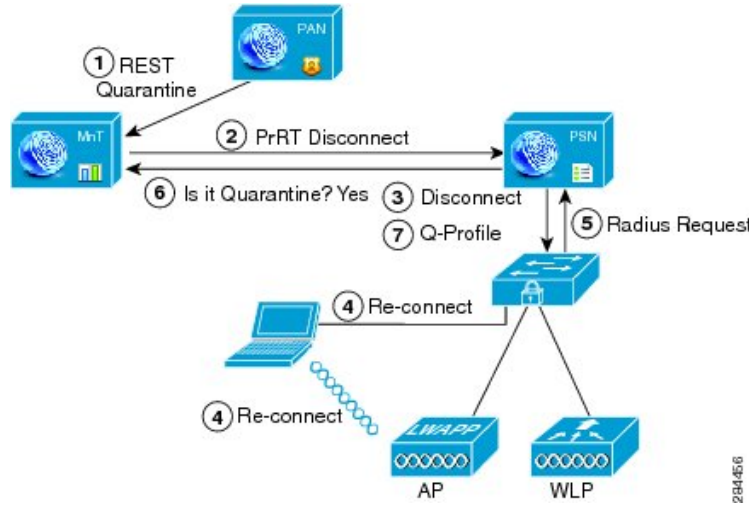 PAN
1 REST
Quarantine
MnT
2 PrRT Disconnect
PSN
6 Is it Quarantine? Yes
3 Disconnect
7 Q-Profile
5 Radius Request
4 Re-connect
4 Re-connect
LWAPP
AP
WLP
284456